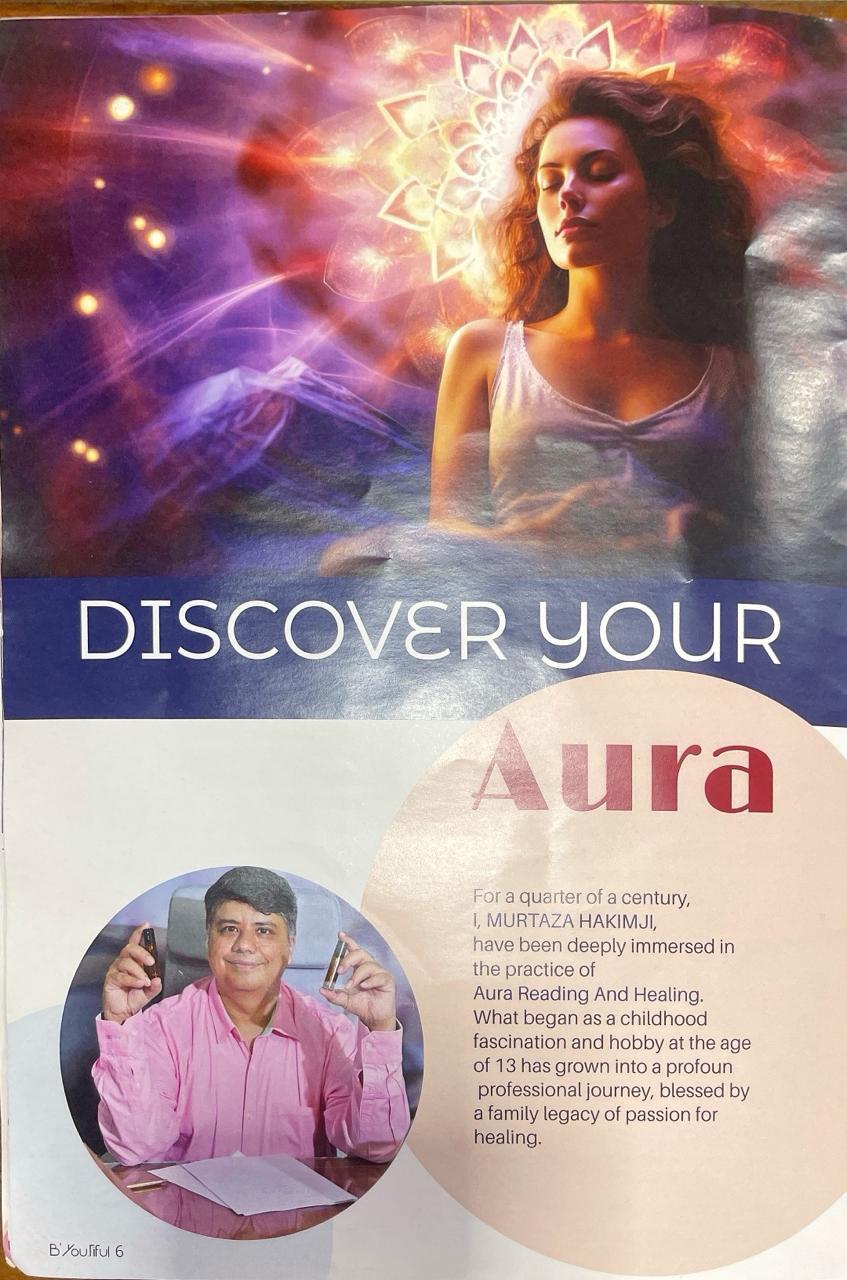 DISCOVER YOUR
Aura
For a quarter of a century,
I, MURTAZA HAKIMJI,
have been deeply immersed in
the practice of
Aura Reading And Healing.
What began as a childhood
fascination and hobby at the age
of 13 has grown into a profoun
professional journey, blessed by
a family legacy of passion for
healing.
B'YouTiful 6